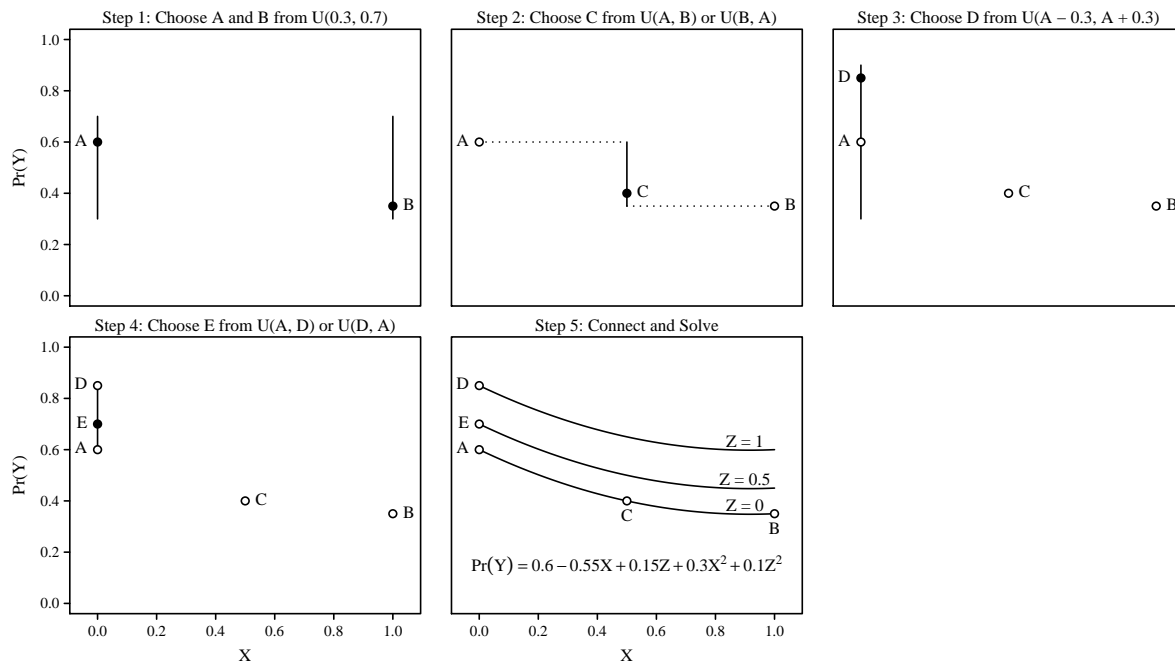 Step 1: Choose A and B from U(0.3, 0.7)
Step 2: Choose C from U(A, B) or U(B, A)
Step 3: Choose D from U(A − 0.3, A + 0.3)
1.0
0.8
0.6
0.4
0.2
0.0
Pr(Y)
A
B
A
C
B
D
A
C
B
Step 4: Choose E from U(A, D) or U(D, A)
Step 5: Connect and Solve
1.0
0.8
0.6
0.4
0.2
0.0
Pr(Y)
D
E
A
C
B
D
E
A
Z = 1
Z = 0.5
Z = 0
C
B
Pr(Y) = 0.6 − 0.55X + 0.15Z + 0.3X² + 0.1Z²
0.0 0.2 0.4 0.6 0.8 1.0
0.0 0.2 0.4 0.6 0.8 1.0
X
X